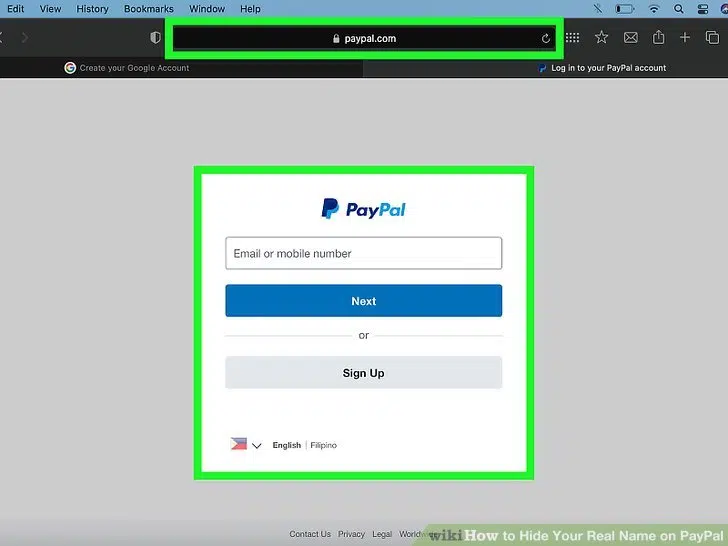 Edit View History Bookmarks Window Help
paypal.com
Create your Google Account
Log in to your PayPal account
PayPal
Email or mobile number
Next
or
Sign Up
English | Filipino
Contact Us Privacy Legal
wikiHow to Hide Your Real Name on PayPal